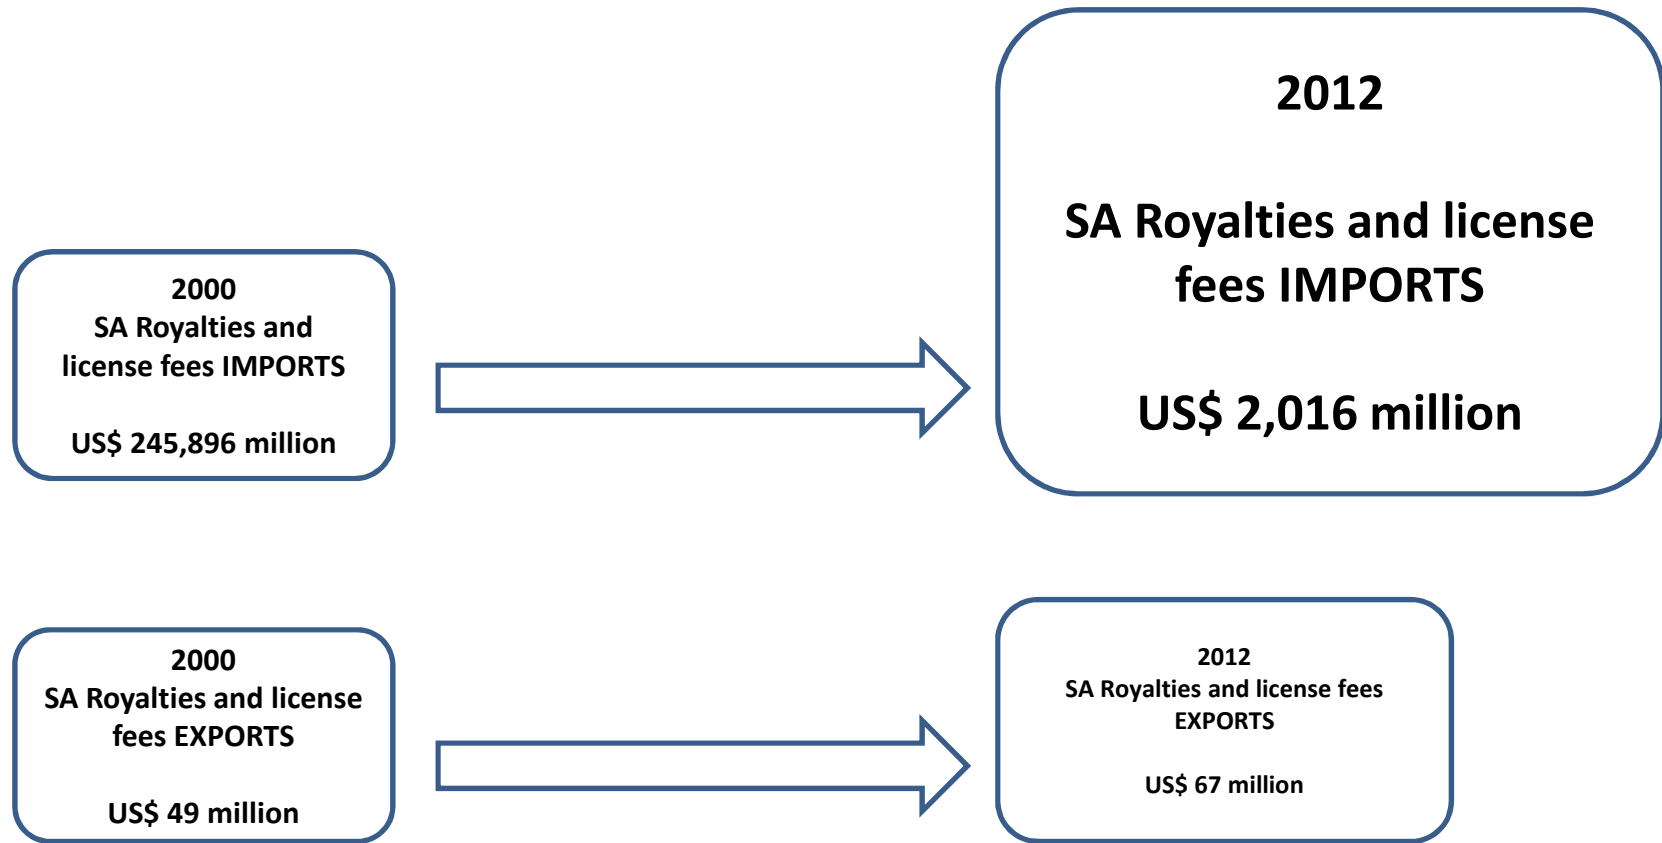 2000
SA Royalties and
license fees IMPORTS
US$ 245,896 million
2012
SA Royalties and license
fees IMPORTS
US$ 2,016 million
2000
SA Royalties and license
fees EXPORTS
US$ 49 million
2012
SA Royalties and license fees
EXPORTS
US$ 67 million